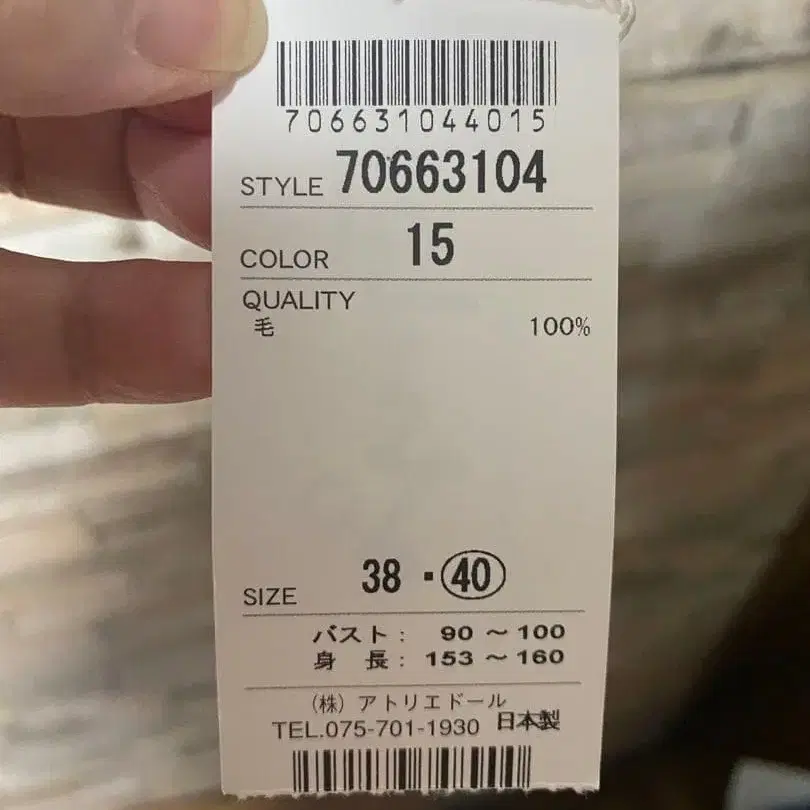 706631044015
STYLE 70663104
COLOR 15
QUALITY
毛 100%
SIZE 38・40
バスト： 90 ～ 100
身 長： 153 ～ 160
(株) アトリエドール
TEL.075-701-1930 日本製